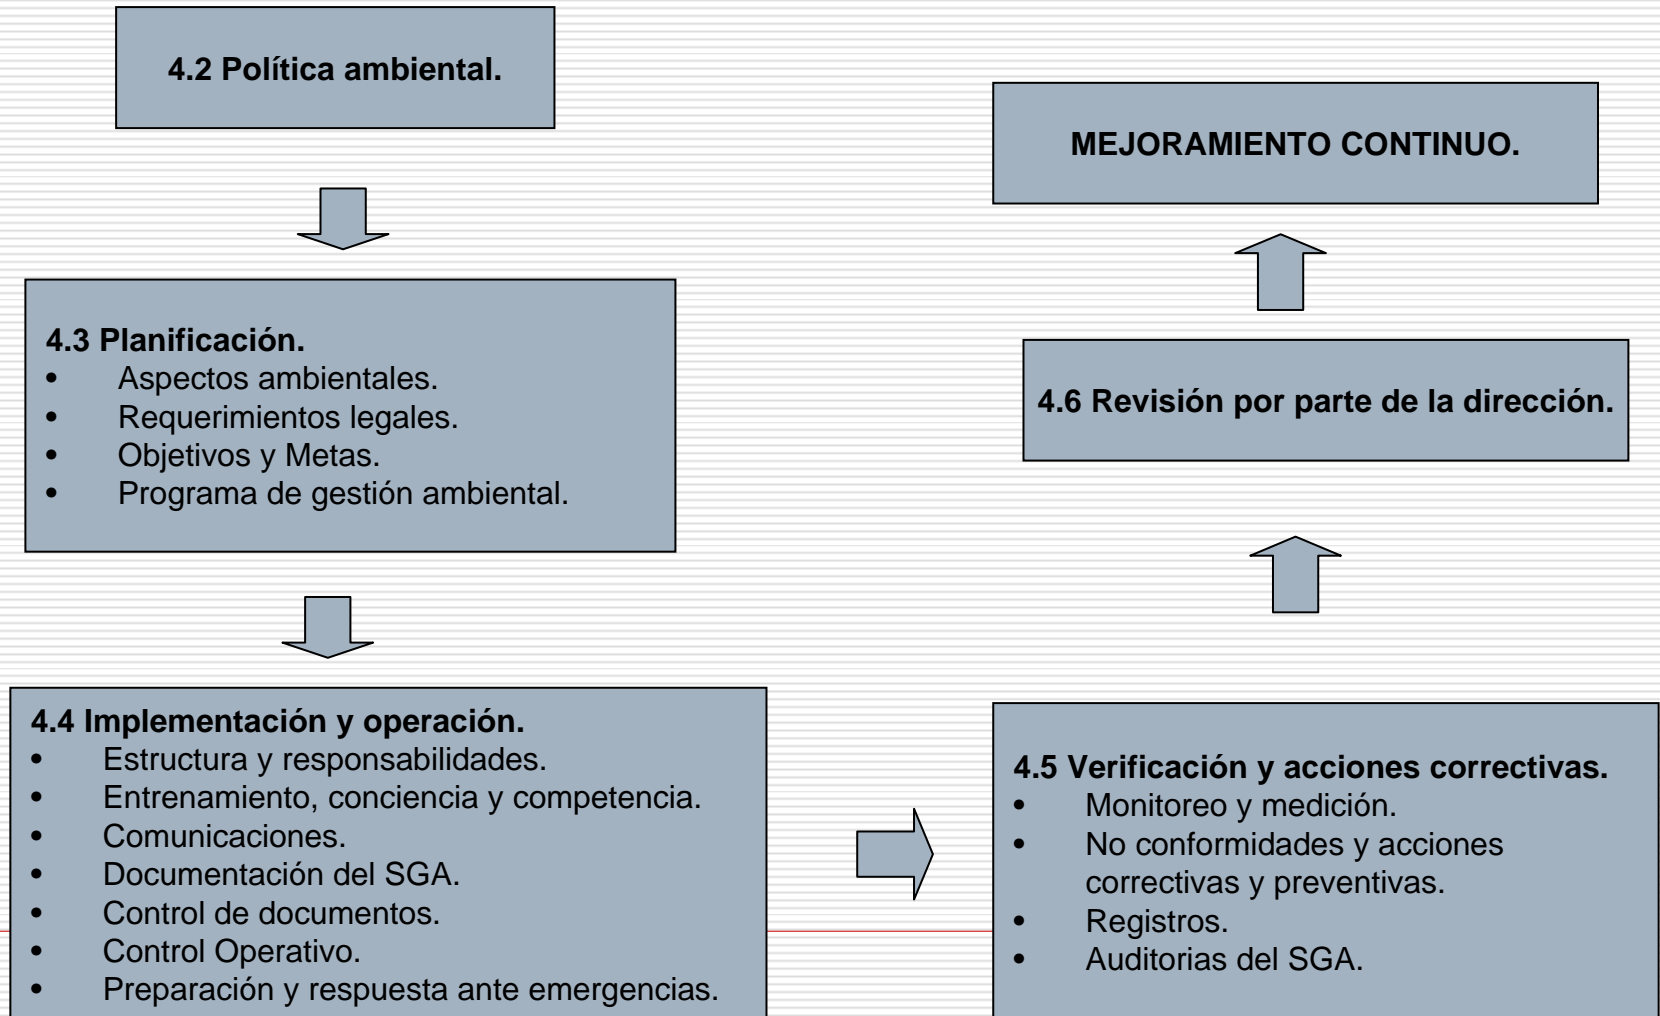 4.2 Política ambiental.
4.3 Planificación.
• Aspectos ambientales.
• Requerimientos legales.
• Objetivos y Metas.
• Programa de gestión ambiental.
4.4 Implementación y operación.
• Estructura y responsabilidades.
• Entrenamiento, conciencia y competencia.
• Comunicaciones.
• Documentación del SGA.
• Control de documentos.
• Control Operativo.
• Preparación y respuesta ante emergencias.
4.5 Verificación y acciones correctivas.
• Monitoreo y medición.
• No conformidades y acciones
correctivas y preventivas.
• Registros.
• Auditorias del SGA.
4.6 Revisión por parte de la dirección.
MEJORAMIENTO CONTINUO.